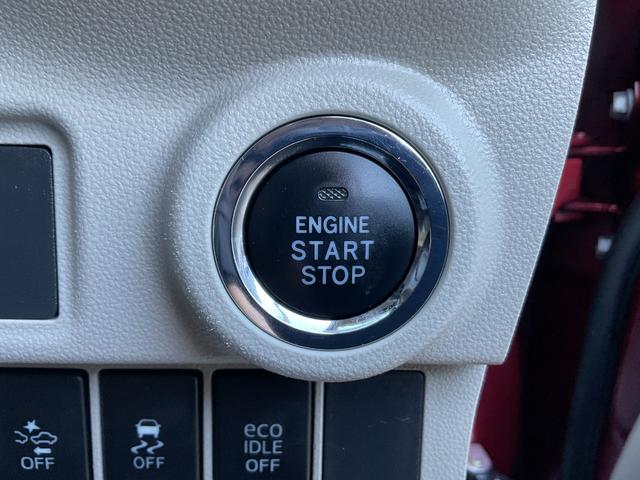 ENGINE
START
STOP
OFF
OFF
eco
IDLE
OFF